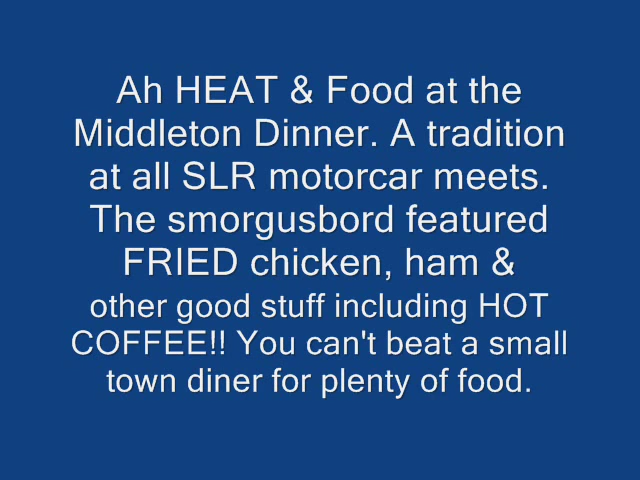 Ah HEAT & Food at the
Middleton Dinner. A tradition
at all SLR motorcar meets.
The smorgusbord featured
FRIED chicken, ham &
other good stuff including HOT
COFFEE!! You can't beat a small
town diner for plenty of food.